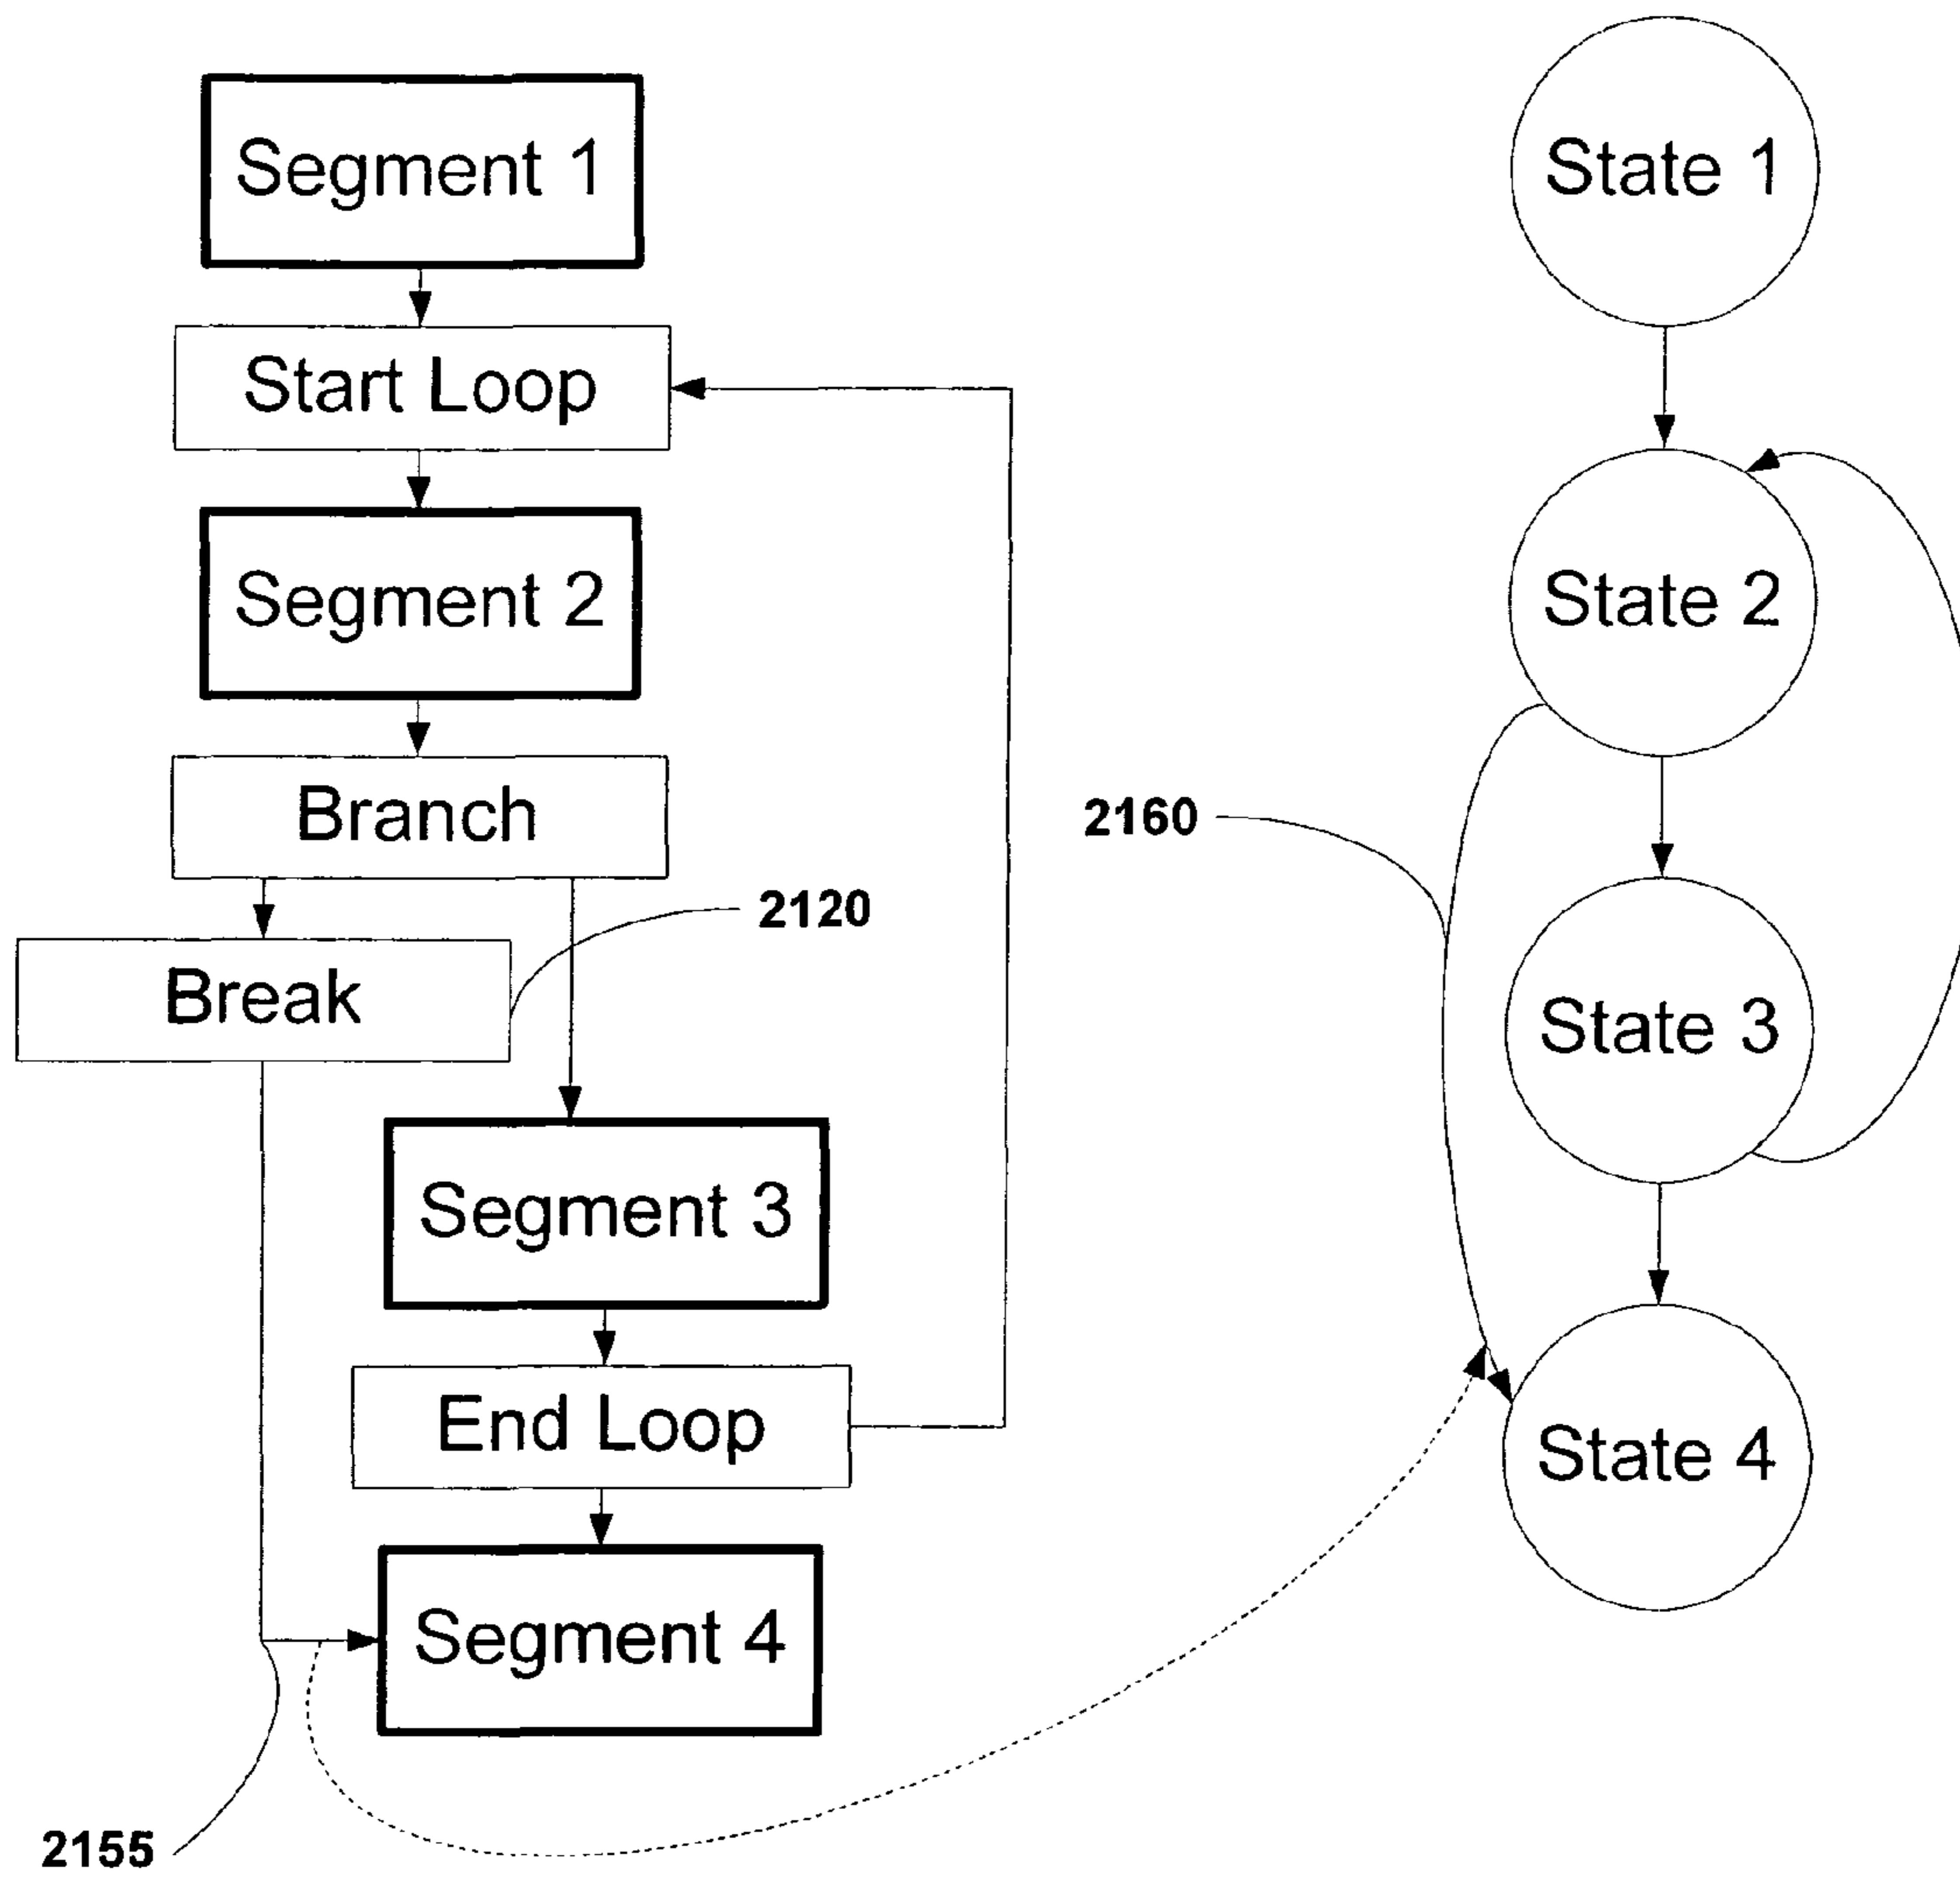 Segment 1
Start Loop
Segment 2
Branch
2120
Break
Segment 3
End Loop
Segment 4
2155
State 1
State 2
2160
State 3
State 4